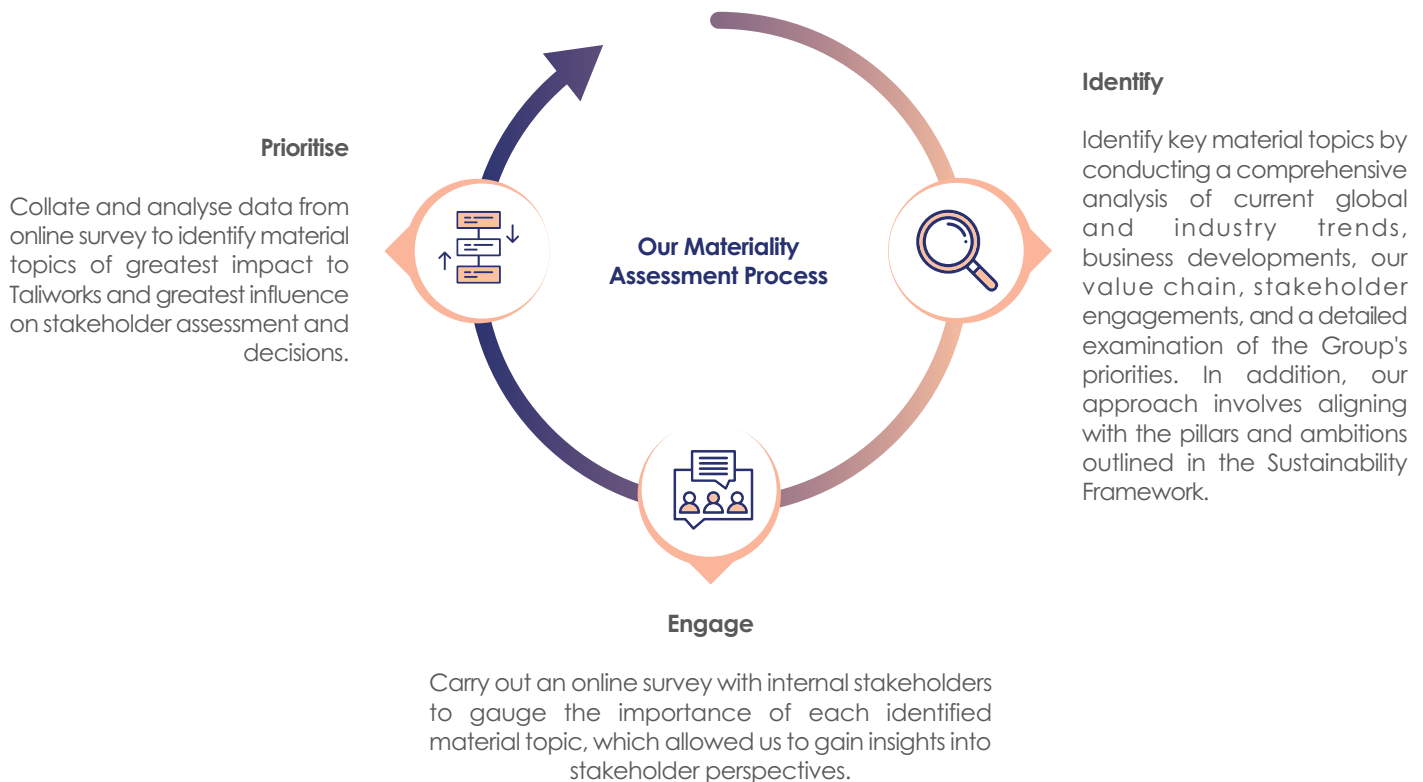 Our Materiality
Assessment Process
Identify
Identify key material topics by
conducting a comprehensive
analysis of current global
and industry trends,
business developments, our
value chain, stakeholder
engagements, and a detailed
examination of the Group's
priorities. In addition, our
approach involves aligning
with the pillars and ambitions
outlined in the Sustainability
Framework.
Engage
Carry out an online survey with internal stakeholders
to gauge the importance of each identified
material topic, which allowed us to gain insights into
stakeholder perspectives.
Prioritise
Collate and analyse data from
online survey to identify material
topics of greatest impact to
Taliworks and greatest influence
on stakeholder assessment and
decisions.